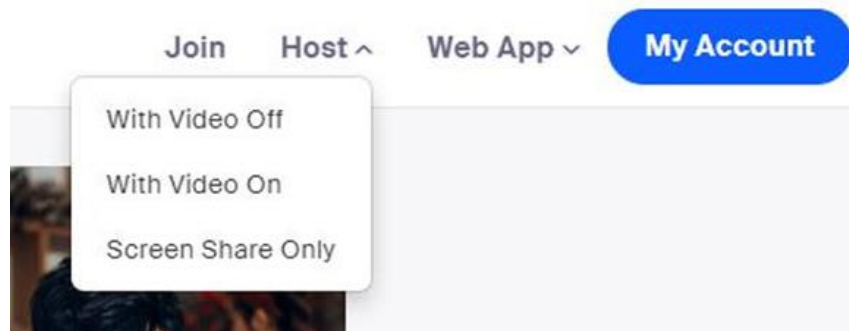 Join Host Web App My Account
With Video Off
With Video On
Screen Share Only